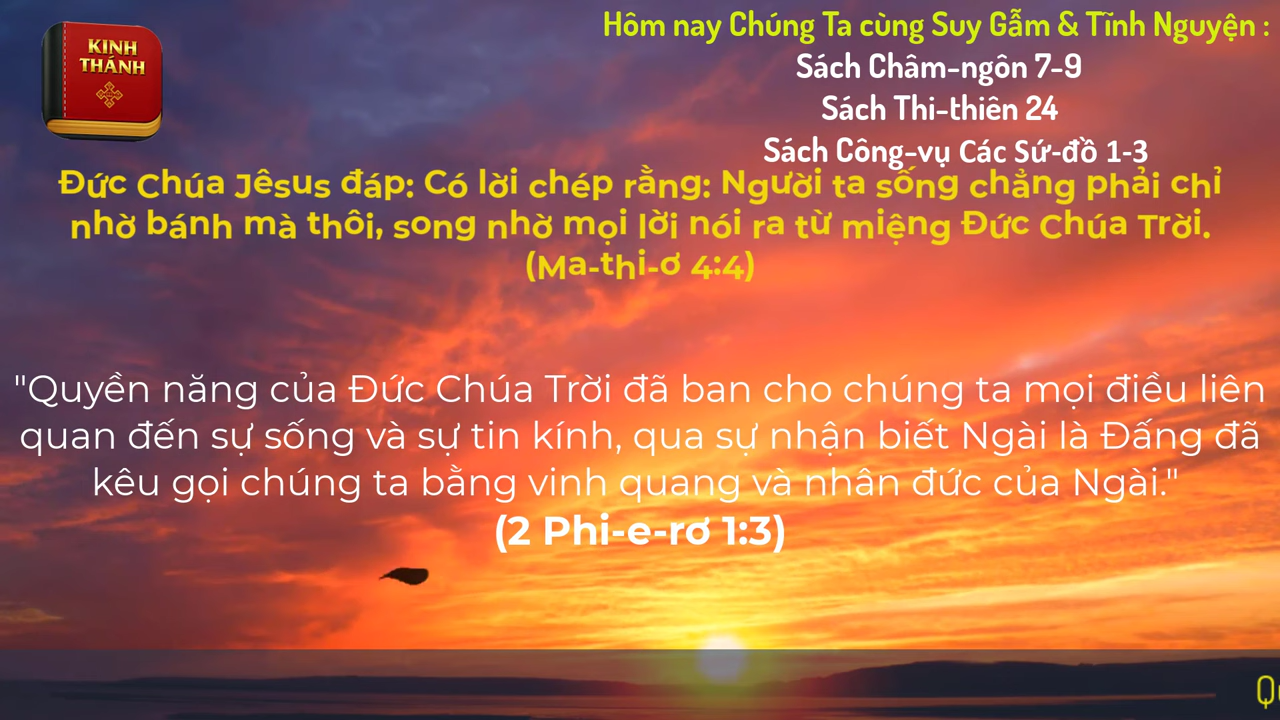 KINH
THÁNH
Hôm nay Chúng Ta cùng Suy Gẫm & Tĩnh Nguyện :
Sách Châm-ngôn 7-9
Sách Thi-thiên 24
Sách Công-vụ Các Sứ-đồ 1-3
Đức Chúa Jêsus đáp: Có lời chép rằng: Người ta sống chẳng phải chỉ
nhờ bánh mà thôi, song nhờ mọi lời nói ra từ miệng Đức Chúa Trời.
(Ma-thi-ơ 4:4)
"Quyền năng của Đức Chúa Trời đã ban cho chúng ta mọi điều liên
quan đến sự sống và sự tin kính, qua sự nhận biết Ngài là Đấng đã
kêu gọi chúng ta bằng vinh quang và nhân đức của Ngài."
(2 Phi-e-rơ 1:3)